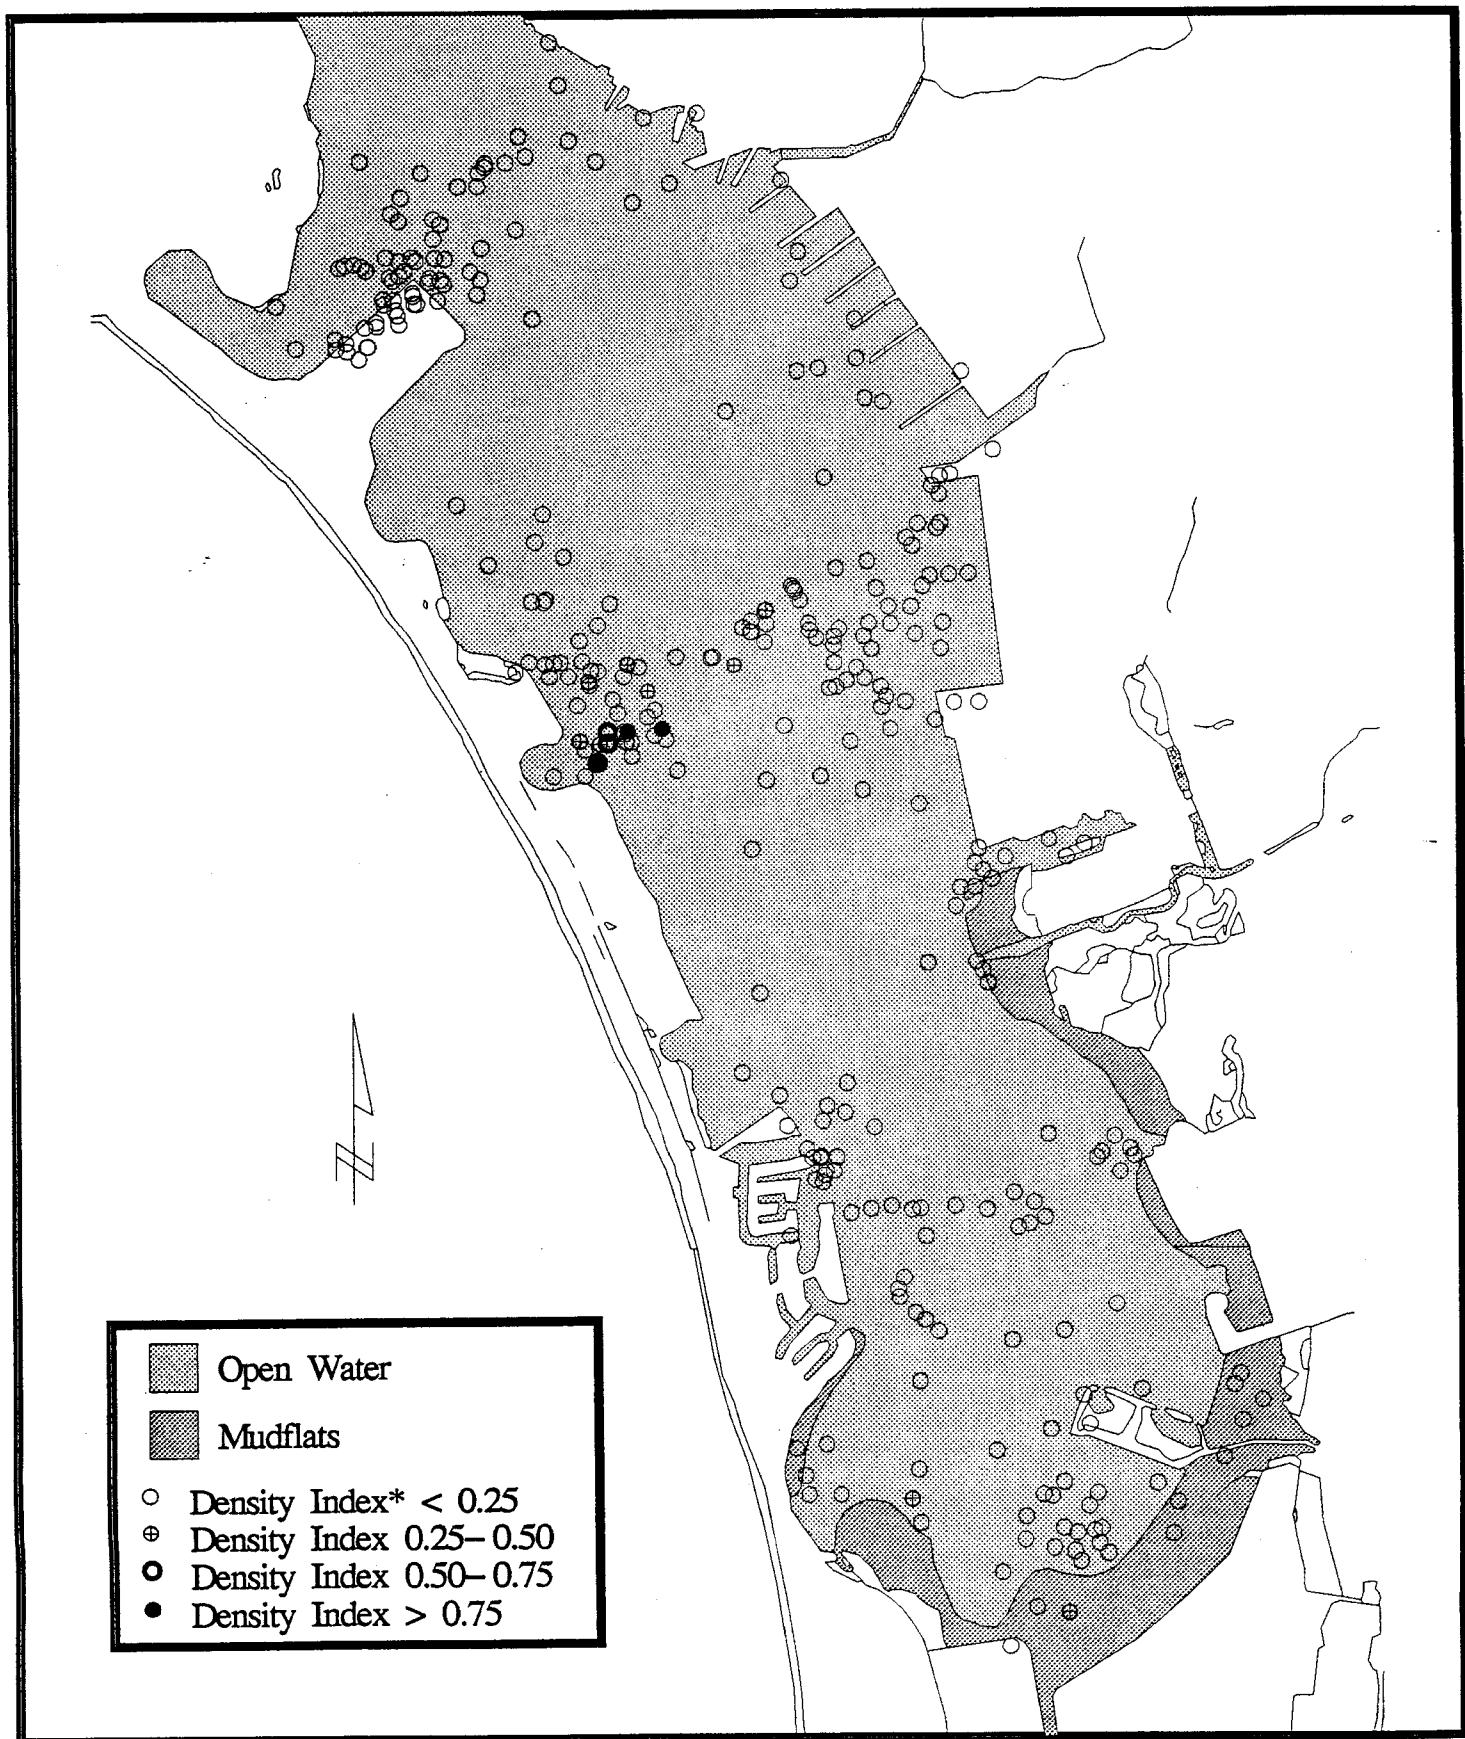 Open Water
Mudflats
Density Index* < 0.25
Density Index 0.25–0.50
Density Index 0.50–0.75
Density Index > 0.75
N